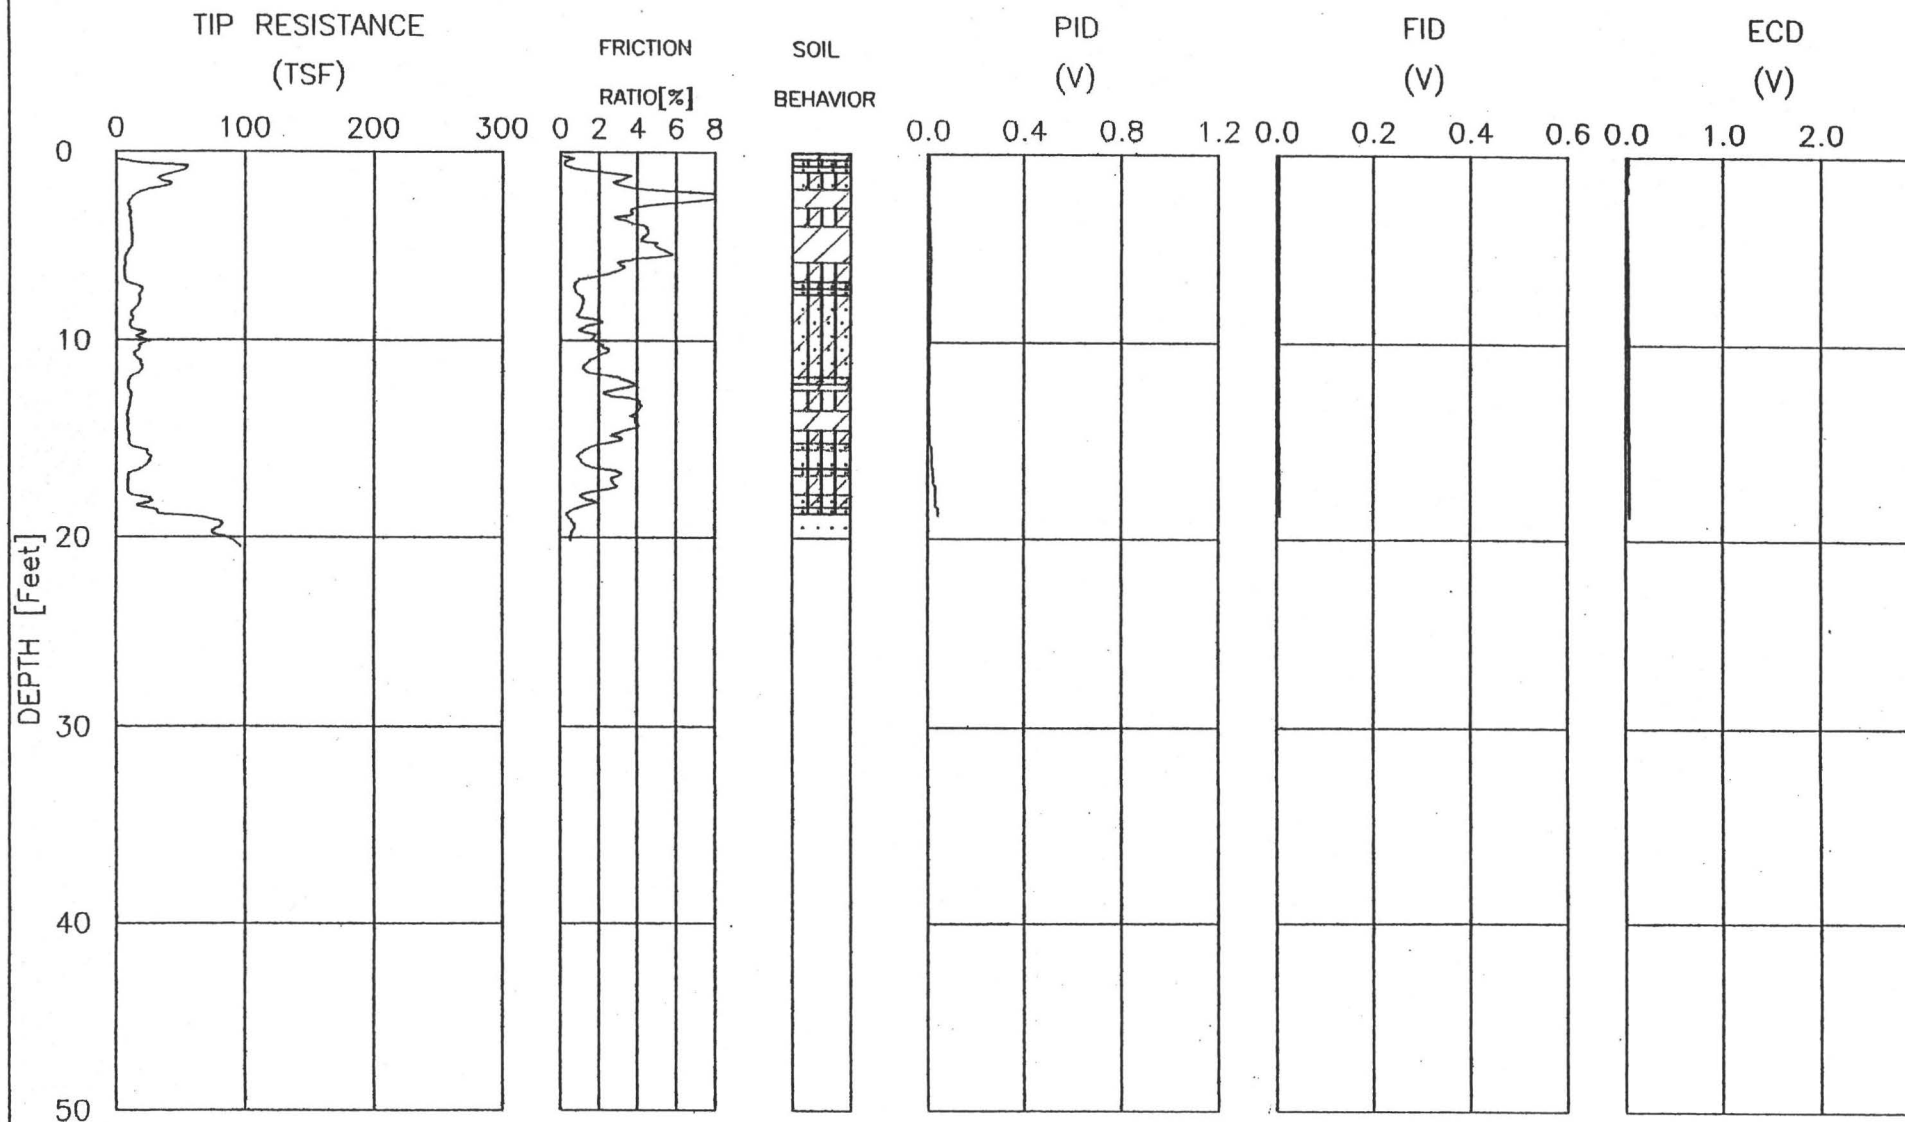 TIP RESISTANCE
(TSF)
0 100 200 300
FRICTION
RATIO[%]
0 2 4 6 8
SOIL
BEHAVIOR
PID
(V)
0.0 0.4 0.8 1.2
FID
(V)
0.0 0.2 0.4 0.6
ECD
(V)
0.0 1.0 2.0
DEPTH [Feet]
0
10
20
30
40
50